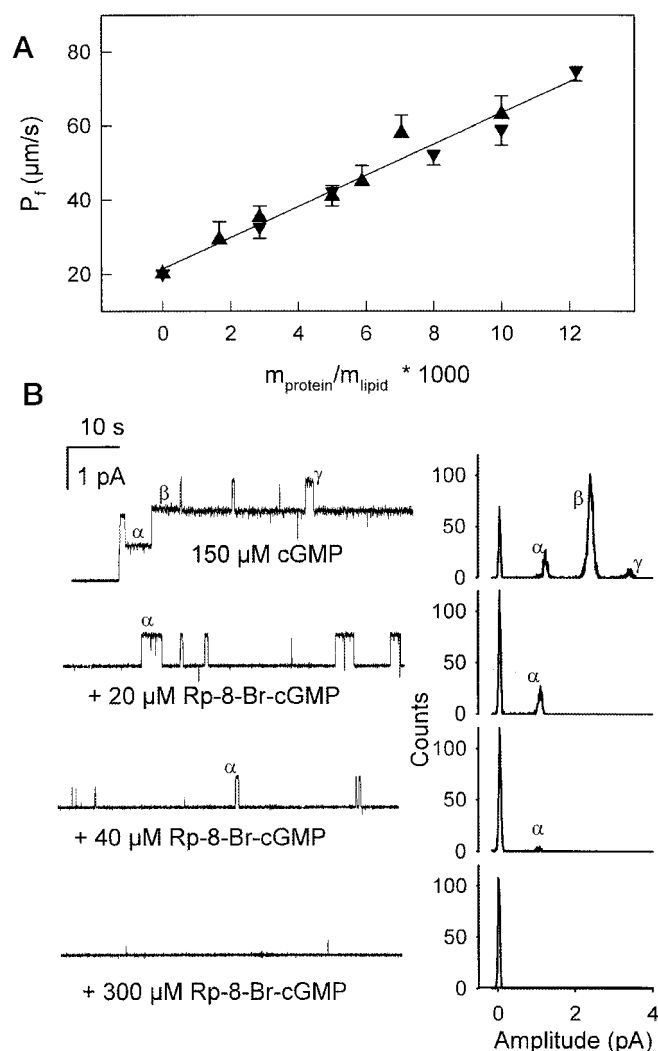 A
80
60
40
20
P_f (μm/s)
0 2 4 6 8 10 12
m_protein/m_lipid * 1000
B
10 s
1 pA
α
β
γ
150 μM cGMP
α
+ 20 μM Rp-8-Br-cGMP
α
+ 40 μM Rp-8-Br-cGMP
+ 300 μM Rp-8-Br-cGMP
Counts
100
50
0
α
β
γ
100
50
0
α
100
50
0
α
100
50
0
0 2 4
Amplitude (pA)